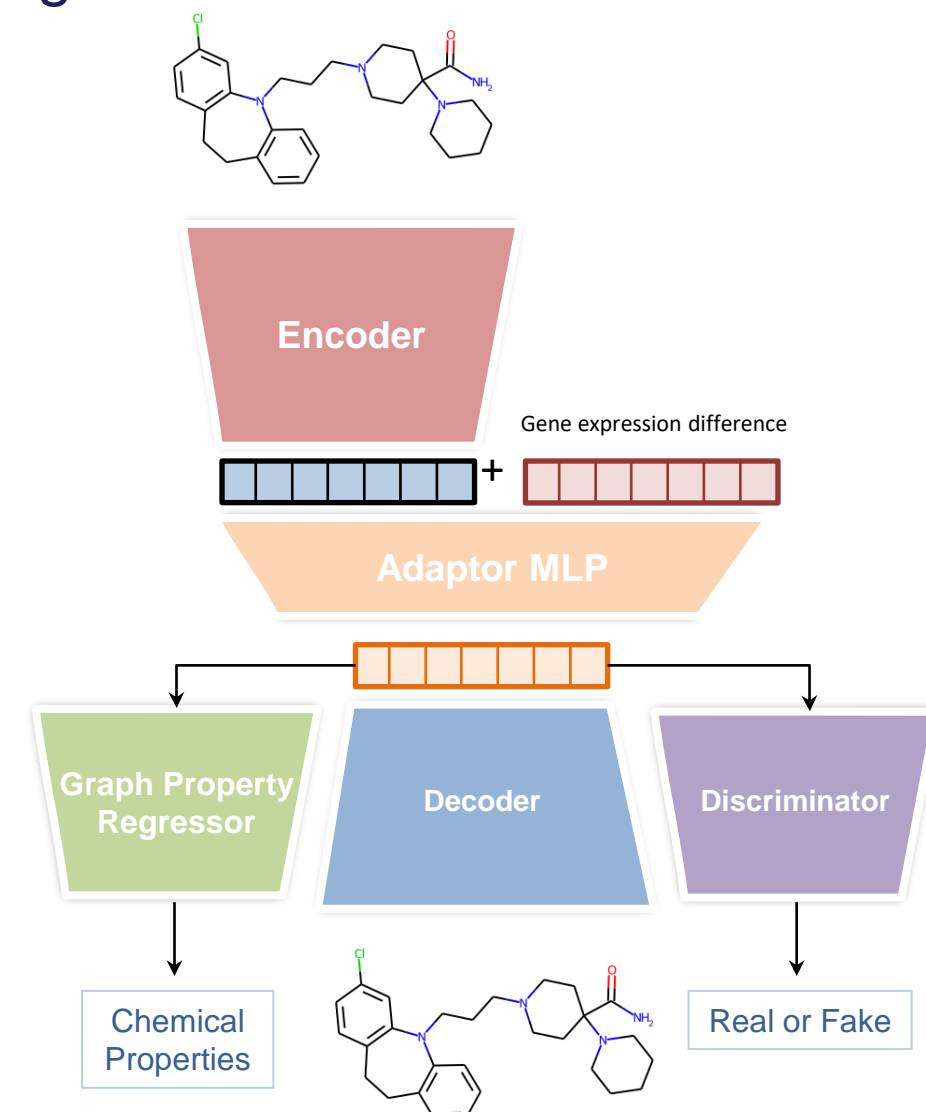 Cl
O
N
N
NH2
N
Encoder
Gene expression difference
+
Adaptor MLP
Graph Property
Regressor
Decoder
Discriminator
Cl
O
N
N
NH2
N
Chemical
Properties
Real or Fake